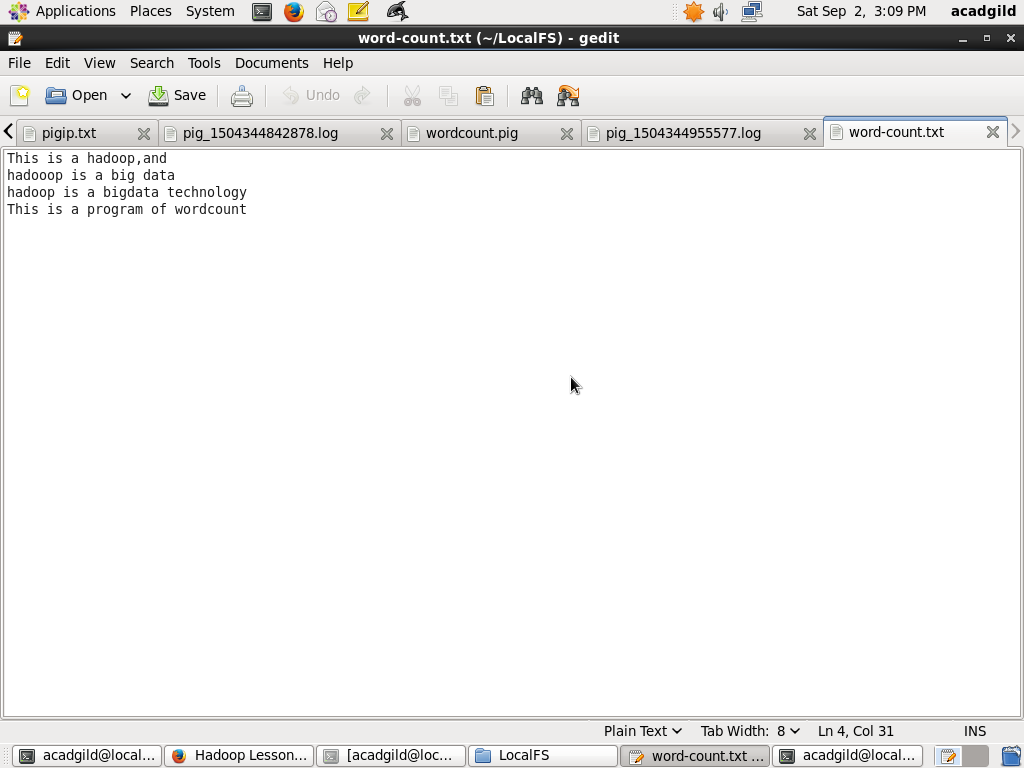 Applications Places System Sat Sep 2, 3:09 PM acadgild
word-count.txt (~/LocalFS) - gedit
File Edit View Search Tools Documents Help
Open Save Undo
pigip.txt pig_1504344842878.log wordcount.pig pig_1504344955577.log word-count.txt
This is a hadoop,and
hadooop is a big data
hadoop is a bigdata technology
This is a program of wordcount
Plain Text Tab Width: 8 Ln 4, Col 31 INS
acadgild@local... Hadoop Lesson... [acadgild@loc... LocalFS word-count.txt ... acadgild@local...